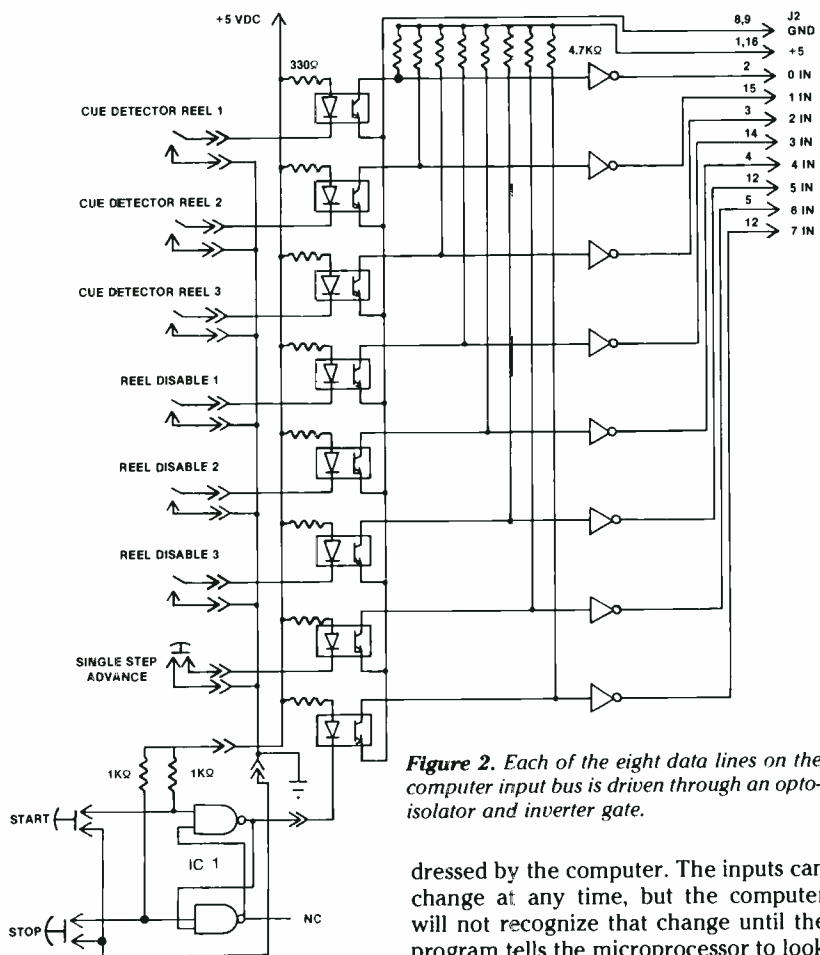 +5 VDC
8,9
J2
GND
1,16
+5
330Ω
4.7KΩ
2
0 IN
CUE DETECTOR REEL 1
15
1 IN
3
2 IN
14
3 IN
4
4 IN
12
5 IN
CUE DETECTOR REEL 2
5
6 IN
12
7 IN
CUE DETECTOR REEL 3
REEL DISABLE 1
REEL DISABLE 2
REEL DISABLE 3
SINGLE STEP
ADVANCE
1KΩ
1KΩ
START
IC 1
STOP
NC
Figure 2. Each of the eight data lines on the
computer input bus is driven through an opto-
isolator and inverter gate.
dressed by the computer. The inputs can
change at any time, but the computer
will not recognize that change until the
program tells the microprocessor to look